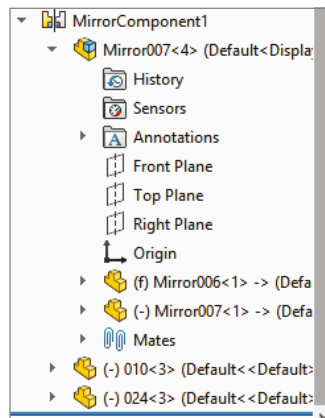 MirrorComponent1
Mirror007<4> (Default<Displa
History
Sensors
A Annotations
Front Plane
Top Plane
Right Plane
Origin
(f) Mirror006<1> -> (Defa
(-) Mirror007<1> -> (Defa
Mates
(-) 010<3> (Default<<Default>
(-) 024<3> (Default<<Default>